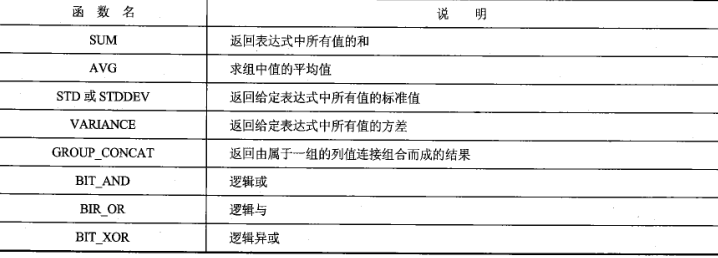 函 数 名 说 明
SUM 返回表达式中所有值的和
AVG 求组中值的平均值
STD 或 STDDEV 返回给定表达式中所有值的标准值
VARIANCE 返回给定表达式中所有值的方差
GROUP_CONCAT 返回由属于一组的列值连接组合而成的结果
BIT_AND 逻辑或
BIR_OR 逻辑与
BIT_XOR 逻辑异或